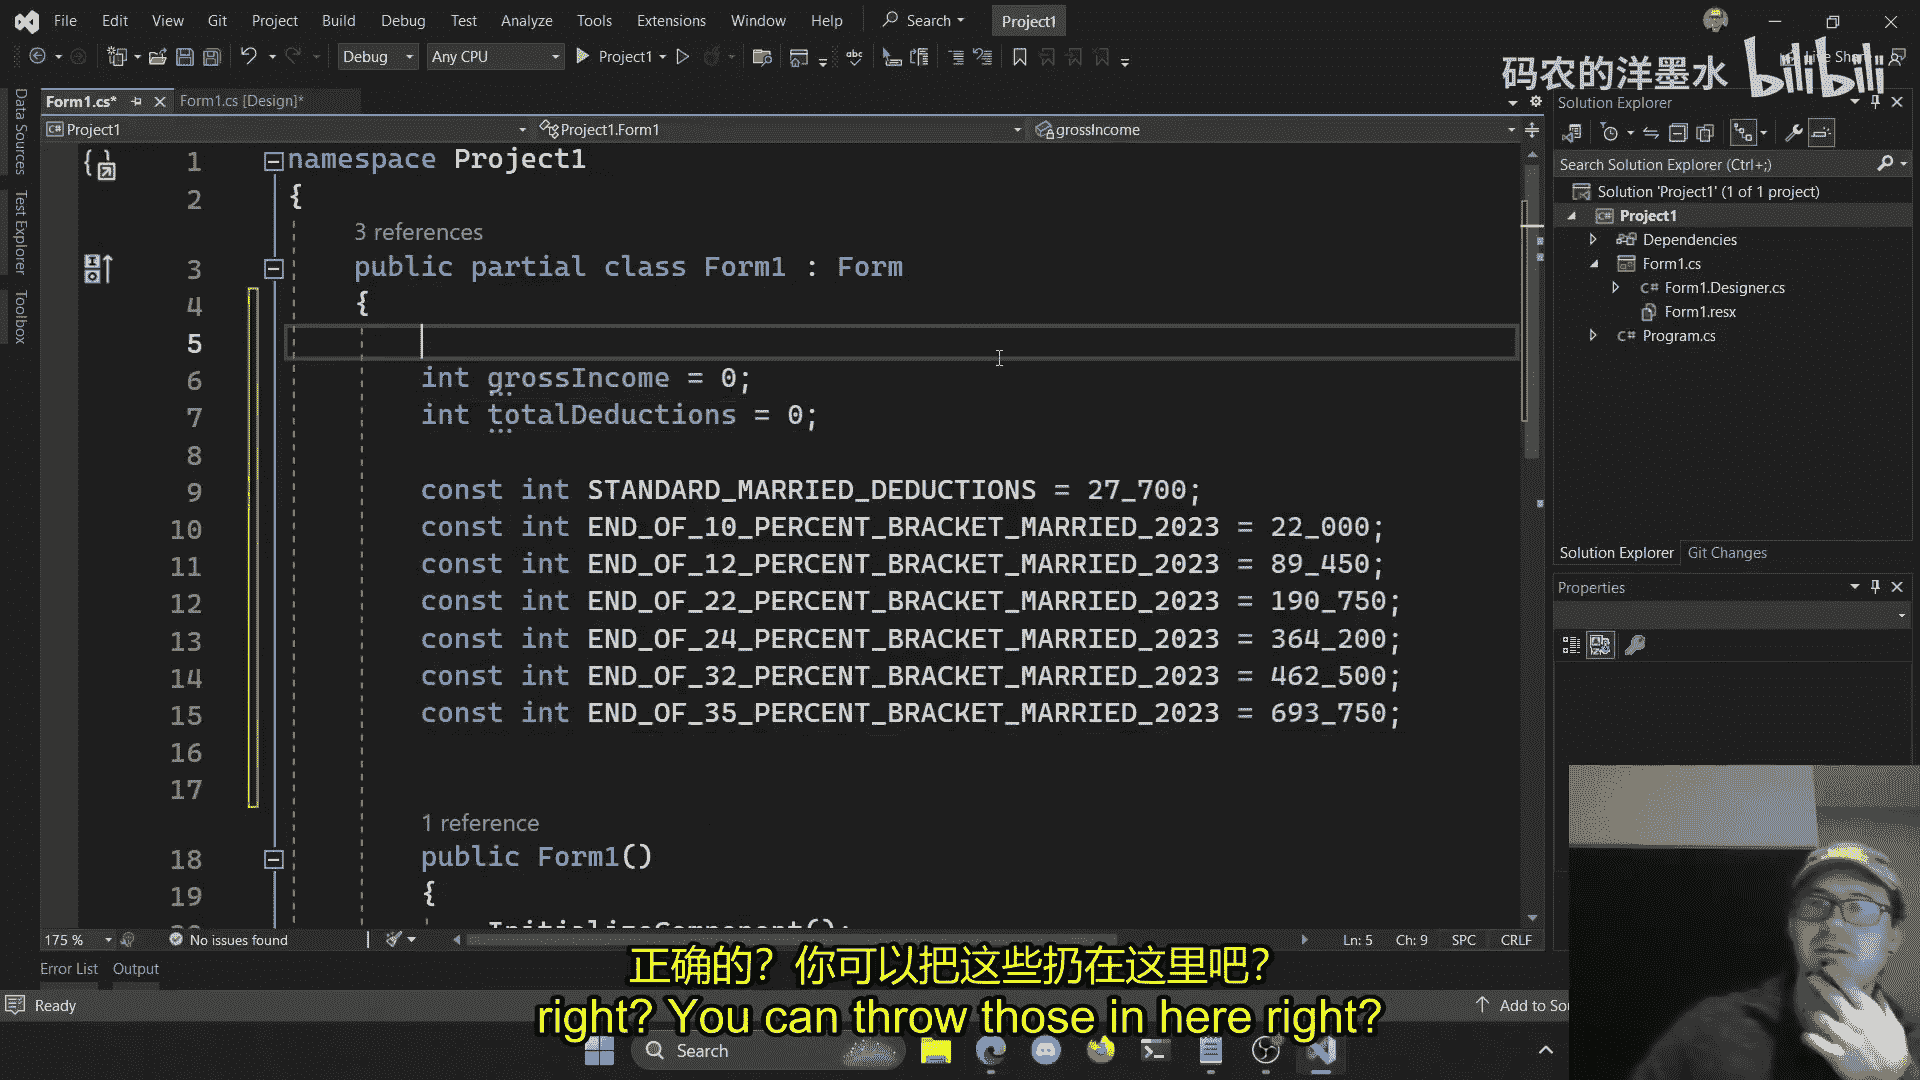 File Edit View Git Project Build Debug Test Analyze Tools Extensions Window Help Search Project1
Debug Any CPU Project1
码农的洋墨水 bilibili
Form1.cs* Form1.cs [Design]*
Project1 Project1.Form1 grossIncome
Data Sources
Test Explorer
Toolbox
1 namespace Project1
2 {
3 references
3 public partial class Form1 : Form
4 {
5
6 int grossIncome = 0;
7 int totalDeductions = 0;
8
9 const int STANDARD_MARRIED_DEDUCTIONS = 27_700;
10 const int END_OF_10_PERCENT_BRACKET_MARRIED_2023 = 22_000;
11 const int END_OF_12_PERCENT_BRACKET_MARRIED_2023 = 89_450;
12 const int END_OF_22_PERCENT_BRACKET_MARRIED_2023 = 190_750;
13 const int END_OF_24_PERCENT_BRACKET_MARRIED_2023 = 364_200;
14 const int END_OF_32_PERCENT_BRACKET_MARRIED_2023 = 462_500;
15 const int END_OF_35_PERCENT_BRACKET_MARRIED_2023 = 693_750;
16
17
1 reference
18 public Form1()
19 {
InitializeComponent();
175 % No issues found Ln: 5 Ch: 9 SPC CRLF
Error List Output
Ready Add to
Solution Explorer
Search Solution Explorer (Ctrl+;)
Solution 'Project1' (1 of 1 project)
Project1
Dependencies
Form1.cs
C# Form1.Designer.cs
Form1.resx
C# Program.cs
Solution Explorer Git Changes
Properties
正确的？你可以把这些扔在这里吧？
right? You can throw those in here right?
Search